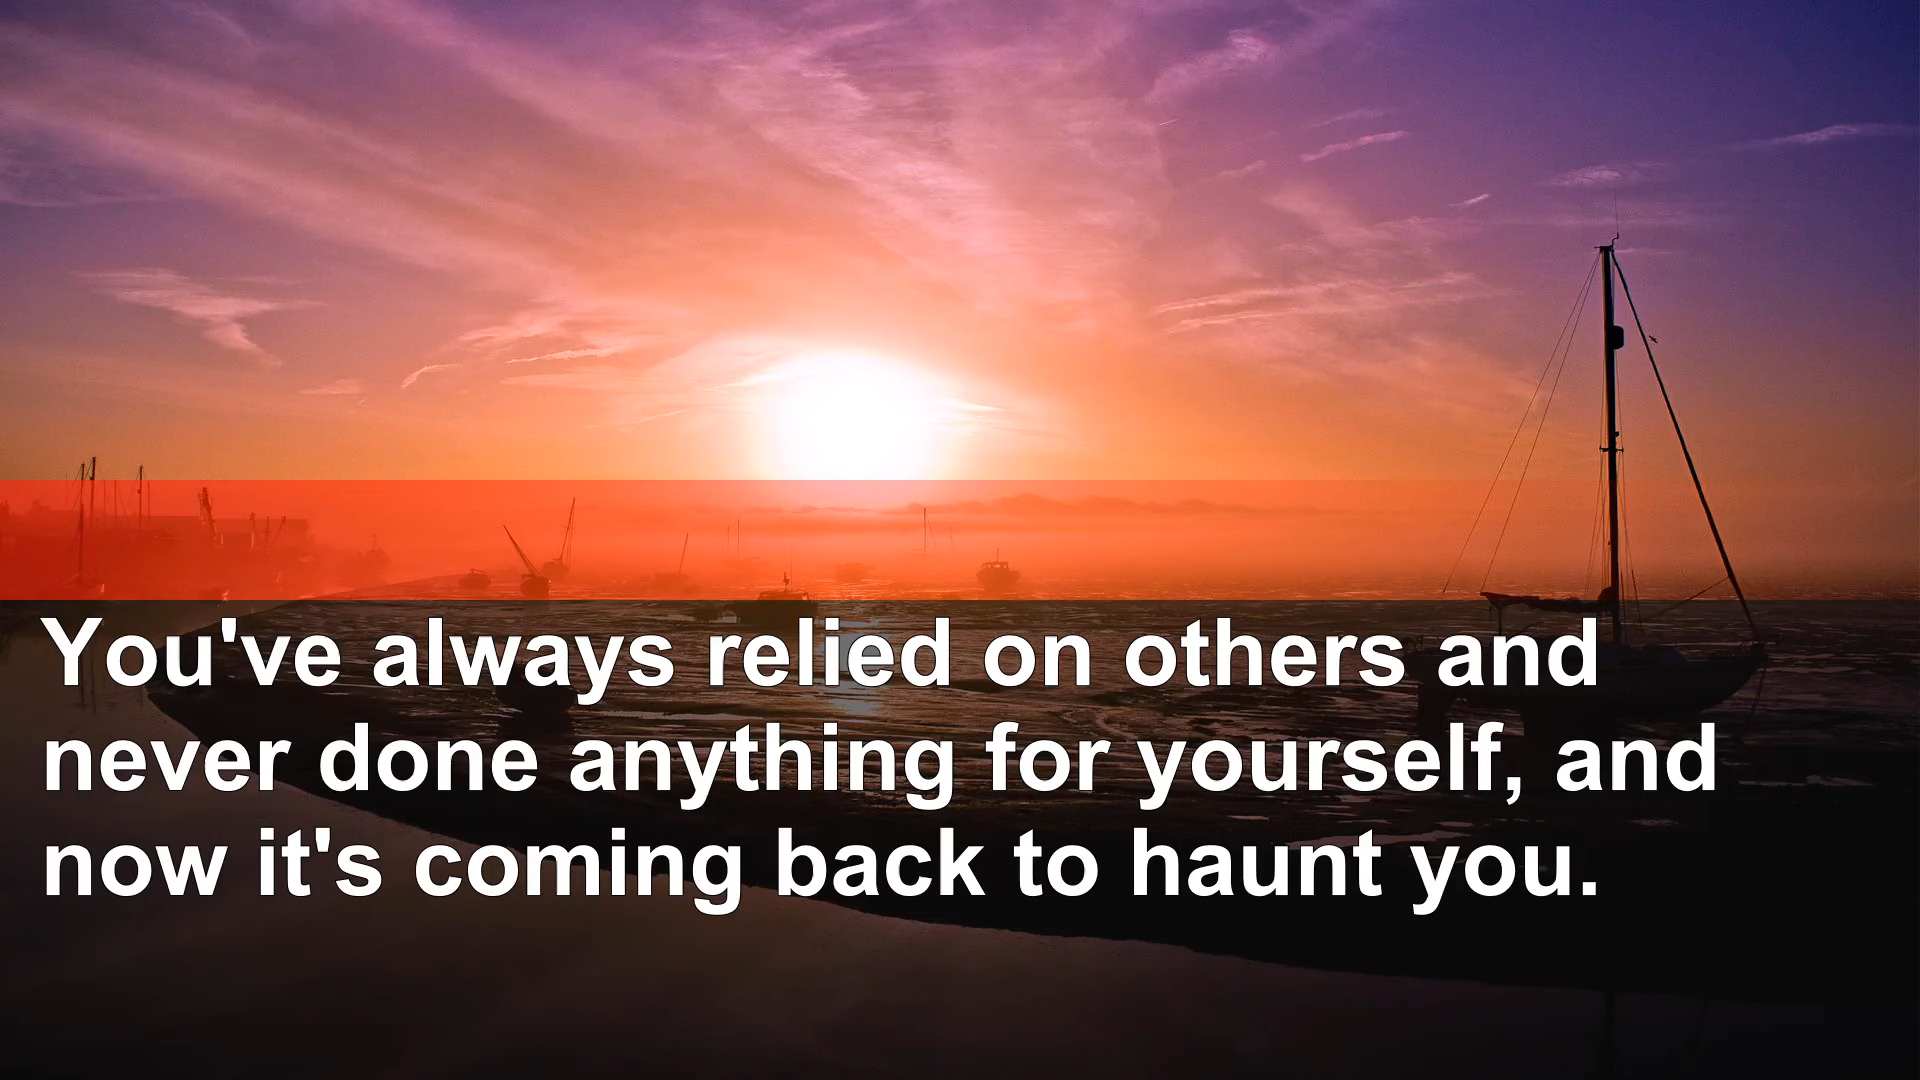 You've always relied on others and
never done anything for yourself, and
now it's coming back to haunt you.